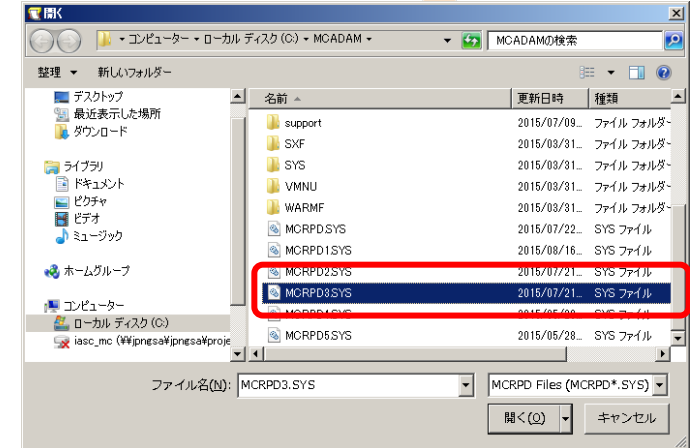 開く
コンピューター ▾ ローカル ディスク (C:) ▾ MCADAM ▾
MCADAMの検索
整理 ▼ 新しいフォルダー
デスクトップ
最近表示した場所
ダウンロード
ライブラリ
ドキュメント
ピクチャ
ビデオ
ミュージック
ホームグループ
コンピューター
ローカル ディスク (C:)
iasc_mc (¥¥jpngsa¥jpngsa¥proje
名前 更新日時 種類
support 2015/07/09... ファイル フォルダー
SXF 2015/03/31... ファイル フォルダー
SYS 2015/03/31... ファイル フォルダー
VMNU 2015/03/31... ファイル フォルダー
WARMF 2015/03/31... ファイル フォルダー
MCRPD.SYS 2015/07/22... SYS ファイル
MCRPD1.SYS 2015/08/16... SYS ファイル
MCRPD2.SYS 2015/07/21... SYS ファイル
MCRPD3.SYS 2015/07/21... SYS ファイル
MCRPD4.SYS SYS ファイル
MCRPD5.SYS 2015/05/28... SYS ファイル
ファイル名(N): MCRPD3.SYS MCRPD Files (MCRPD*.SYS)
開く(O) キャンセル